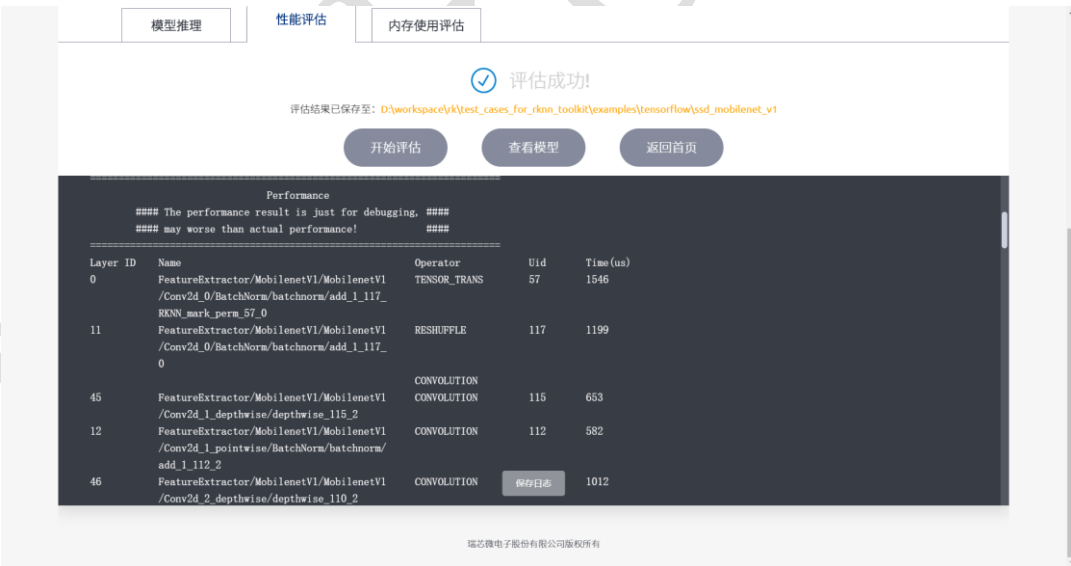 模型推理 性能评估 内存使用评估
评估成功!
评估结果已保存至: D:\workspace\rk\test_cases_for_rknn_toolkit\examples\tensorflow\ssd_mobilenet_v1
开始评估 查看模型 返回首页
========================================================================
Performance
#### The performance result is just for debugging, ####
#### may worse than actual performance! ####
========================================================================
Layer ID Name Operator Uid Time(us)
0 FeatureExtractor/MobilenetV1/MobilenetV1 TENSOR_TRANS 57 1546
/Conv2d_0/BatchNorm/batchnorm/add_1_117_
RKNN_mark_perm_57_0
11 FeatureExtractor/MobilenetV1/MobilenetV1 RESHUFFLE 117 1199
/Conv2d_0/BatchNorm/batchnorm/add_1_117_
0
CONVOLUTION
45 FeatureExtractor/MobilenetV1/MobilenetV1 CONVOLUTION 115 653
/Conv2d_1_depthwise/depthwise_115_2
12 FeatureExtractor/MobilenetV1/MobilenetV1 CONVOLUTION 112 582
/Conv2d_1_pointwise/BatchNorm/batchnorm/
add_1_112_2
46 FeatureExtractor/MobilenetV1/MobilenetV1 CONVOLUTION 1012
/Conv2d_2_depthwise/depthwise_110_2
保存日志
瑞芯微电子股份有限公司版权所有